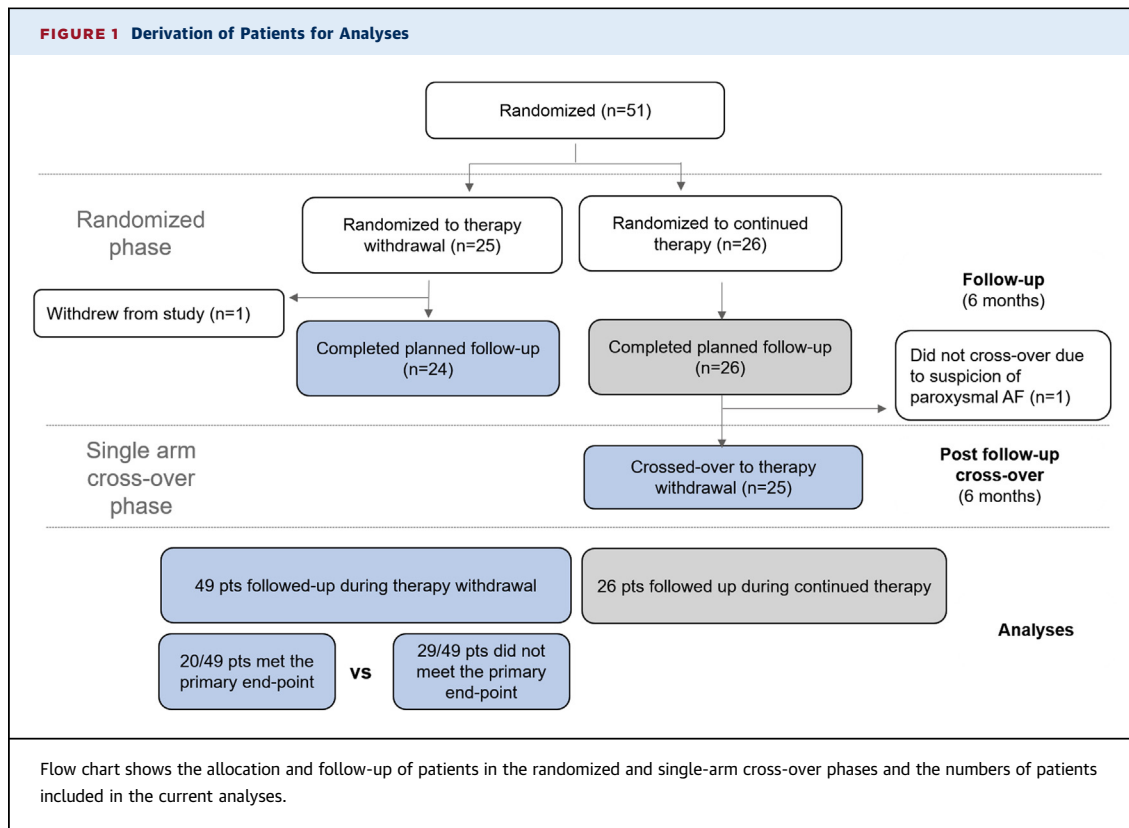 FIGURE 1 Derivation of Patients for Analyses
Randomized (n=51)
Randomized
phase
Randomized to therapy
withdrawal (n=25)
Randomized to continued
therapy (n=26)
Follow-up
(6 months)
Withdrew from study (n=1)
Completed planned follow-up
(n=24)
Completed planned follow-up
(n=26)
Did not cross-over due
to suspicion of
paroxysmal AF (n=1)
Single arm
cross-over
phase
Crossed-over to therapy
withdrawal (n=25)
Post follow-up
cross-over
(6 months)
49 pts followed-up during therapy withdrawal
26 pts followed up during continued therapy
Analyses
20/49 pts met the
primary end-point
vs
29/49 pts did not
meet the primary
end-point
Flow chart shows the allocation and follow-up of patients in the randomized and single-arm cross-over phases and the numbers of patients
included in the current analyses.